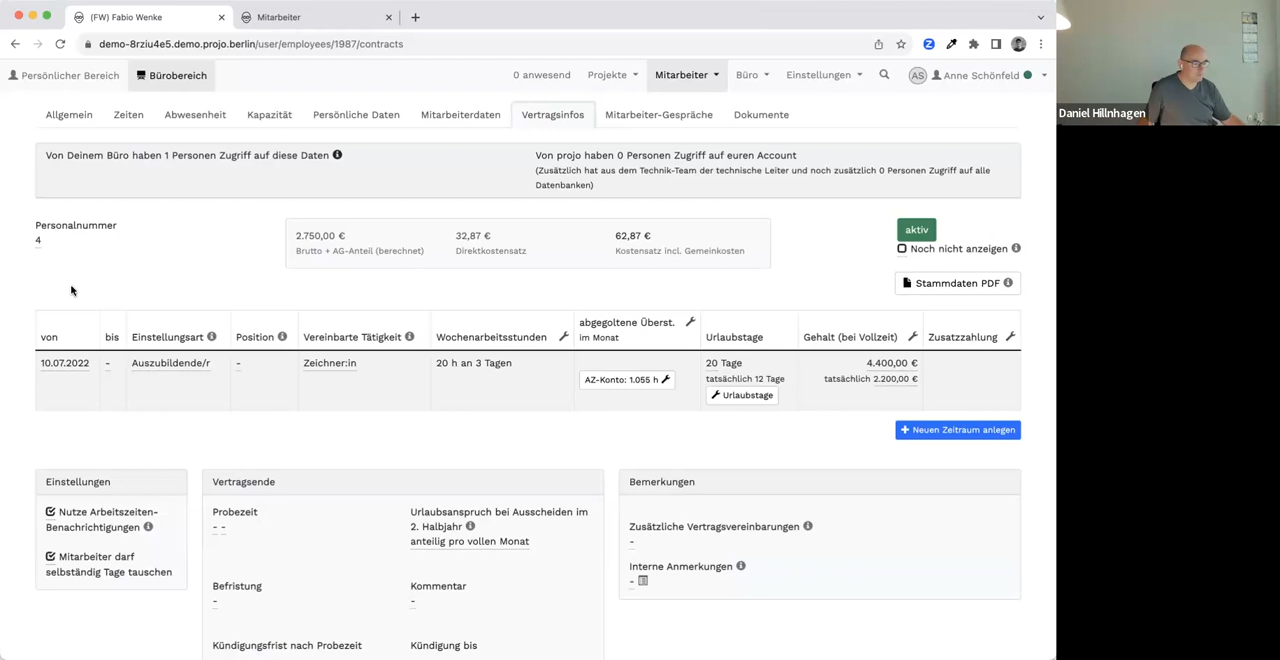 (FW) Fabio Wenke
Mitarbeiter
demo-8rziu4e5.demo.projo.berlin/user/employees/1987/contracts
Persönlicher Bereich
Bürobereich
0 anwesend
Projekte
Mitarbeiter
Büro
Einstellungen
AS
Anne Schönfeld
Allgemein
Zeiten
Abwesenheit
Kapazität
Persönliche Daten
Mitarbeiterdaten
Vertragsinfos
Mitarbeiter-Gespräche
Dokumente
Daniel Hillnhagen
Von Deinem Büro haben 1 Personen Zugriff auf diese Daten
Von projo haben 0 Personen Zugriff auf euren Account
(Zusätzlich hat aus dem Technik-Team der technische Leiter und noch zusätzlich 0 Personen Zugriff auf alle
Datenbanken)
Personalnummer
4
2.750,00 €
Brutto + AG-Anteil (berechnet)
32,87 €
Direktkostensatz
62,87 €
Kostensatz incl. Gemeinkosten
aktiv
Noch nicht anzeigen
Stammdaten PDF
von
bis
Einstellungsart
Position
Vereinbarte Tätigkeit
Wochenarbeitsstunden
abgegoltene Überst.
im Monat
Urlaubstage
Gehalt (bei Vollzeit)
Zusatzzahlung
10.07.2022
-
Auszubildende/r
-
Zeichner:in
20 h an 3 Tagen
AZ-Konto: 1.055 h
20 Tage
tatsächlich 12 Tage
Urlaubstage
4.400,00 €
tatsächlich 2.200,00 €
+ Neuen Zeitraum anlegen
Einstellungen
Nutze Arbeitszeiten-
Benachrichtigungen
Mitarbeiter darf
selbständig Tage tauschen
Vertragsende
Probezeit
- -
Urlaubsanspruch bei Ausscheiden im
2. Halbjahr
anteilig pro vollen Monat
Befristung
-
Kommentar
-
Kündigungsfrist nach Probezeit
Kündigung bis
Bemerkungen
Zusätzliche Vertragsvereinbarungen
-
Interne Anmerkungen
-